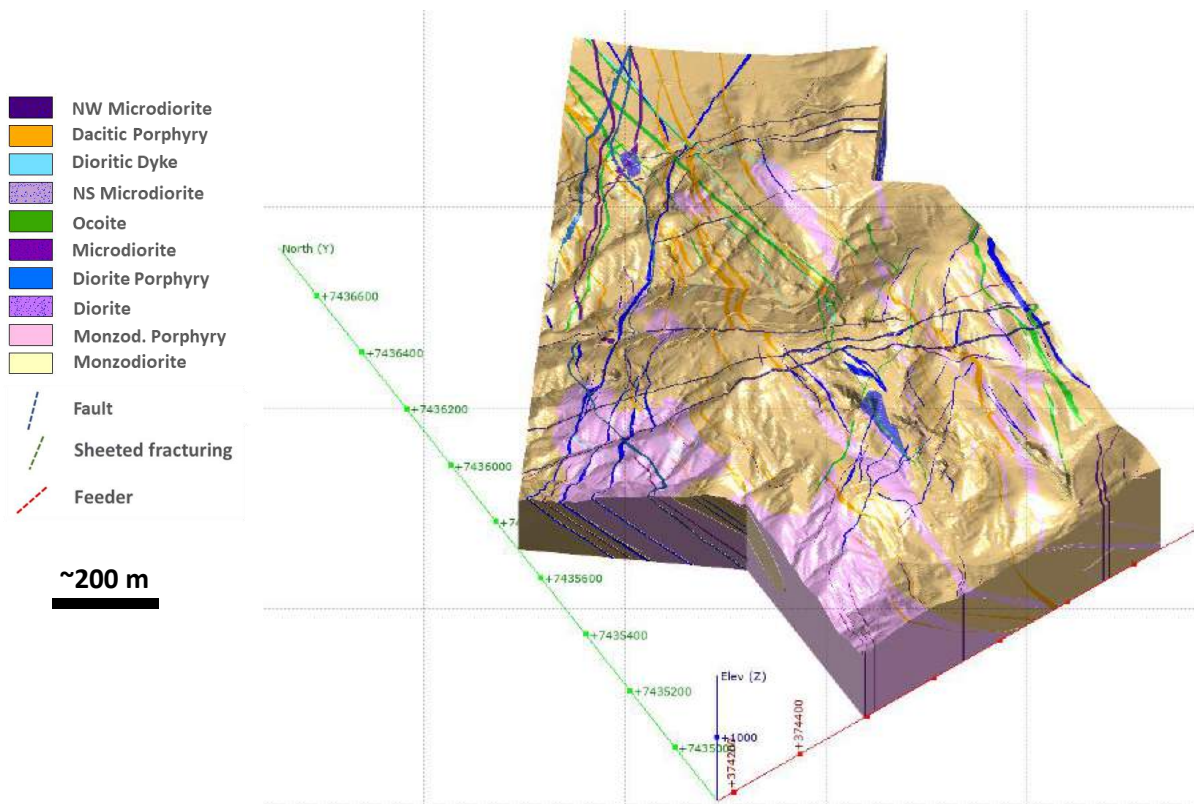 NW Microdiorite
Dacitic Porphyry
Dioritic Dyke
NS Microdiorite
Ocoite
Microdiorite
Diorite Porphyry
Diorite
Monzod. Porphyry
Monzodiorite
Fault
Sheeted fracturing
Feeder
~200 m
North (Y)
+7436600
+7436400
+7436200
+7436000
+7435600
+7435400
+7435200
Elev (Z)
+1000
+374400